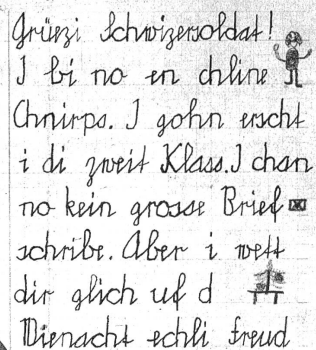 Grüezi Schwizersoldat!
I bi no en chline
Chnirps. I gohn erscht
i di zweit Klass. I chan
no kein grosse Brief
schribe. Aber i wett
dir glich uf d
Wienacht echli freud